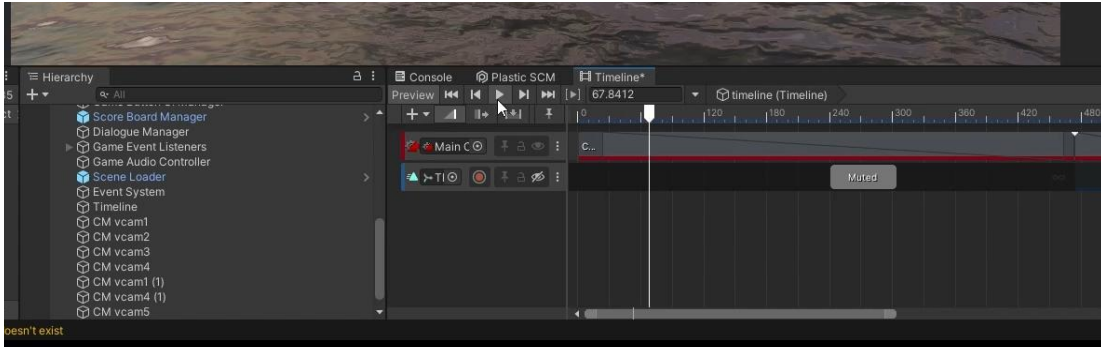 Hierarchy
All
Score Board Manager
Dialogue Manager
Game Event Listeners
Game Audio Controller
Scene Loader
Event System
Timeline
CM vcam1
CM vcam2
CM vcam3
CM vcam4
CM vcam1 (1)
CM vcam4 (1)
CM vcam5
oesn't exist
Console Plastic SCM Timeline*
Preview 67.8412 timeline (Timeline)
0 120 180 240 300 360 420 480
Main C C...
Tl Muted